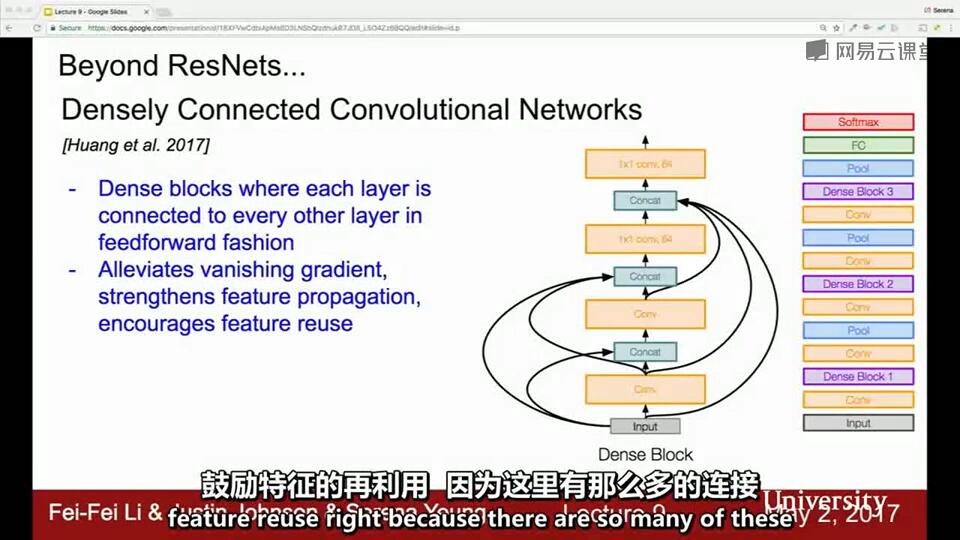 Lecture 9 - Google Slides
Serena
Secure
网易云课堂
Beyond ResNets...
Densely Connected Convolutional Networks
[Huang et al. 2017]
- Dense blocks where each layer is
connected to every other layer in
feedforward fashion
- Alleviates vanishing gradient,
strengthens feature propagation,
encourages feature reuse
1x1 conv, 64
Concat
1x1 conv, 64
Concat
Conv
Concat
Conv
Input
Dense Block
Softmax
FC
Pool
Dense Block 3
Conv
Pool
Conv
Dense Block 2
Conv
Pool
Conv
Dense Block 1
Conv
Input
鼓励特征的再利用 因为这里有那么多的连接
Fei-Fei Li & Justin Johnson & Serena Yeung
Lecture 9
University
May 2, 2017
feature reuse right because there are so many of these